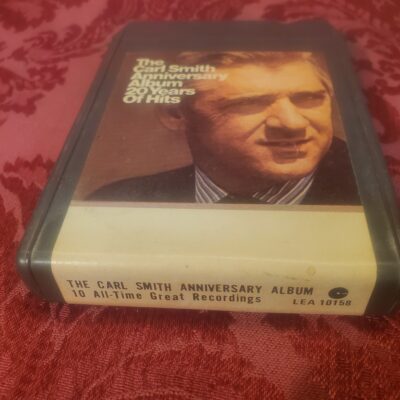 The
Carl Smith
Anniversary
Album
20 Years
Of Hits
THE CARL SMITH ANNIVERSARY ALBUM
10 All-Time Great Recordings
LEA 10158